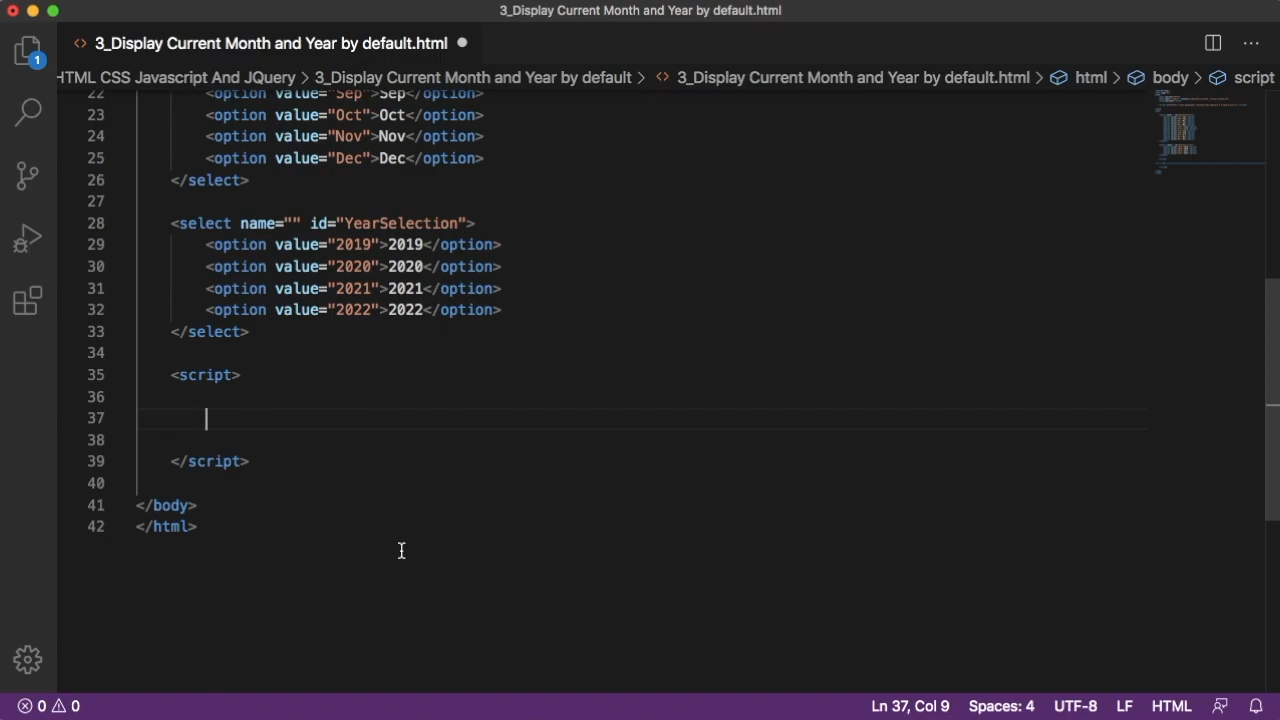 3_Display Current Month and Year by default.html
3_Display Current Month and Year by default.html
1
HTML CSS Javascript And JQuery > 3_Display Current Month and Year by default > <> 3_Display Current Month and Year by default.html > html > body > script
22 <option value="Sep">Sep</option>
23 <option value="Oct">Oct</option>
24 <option value="Nov">Nov</option>
25 <option value="Dec">Dec</option>
26 </select>
27
28 <select name="" id="YearSelection">
29 <option value="2019">2019</option>
30 <option value="2020">2020</option>
31 <option value="2021">2021</option>
32 <option value="2022">2022</option>
33 </select>
34
35 <script>
36
37
38
39 </script>
40
41 </body>
42 </html>
0 0 Ln 37, Col 9 Spaces: 4 UTF-8 LF HTML